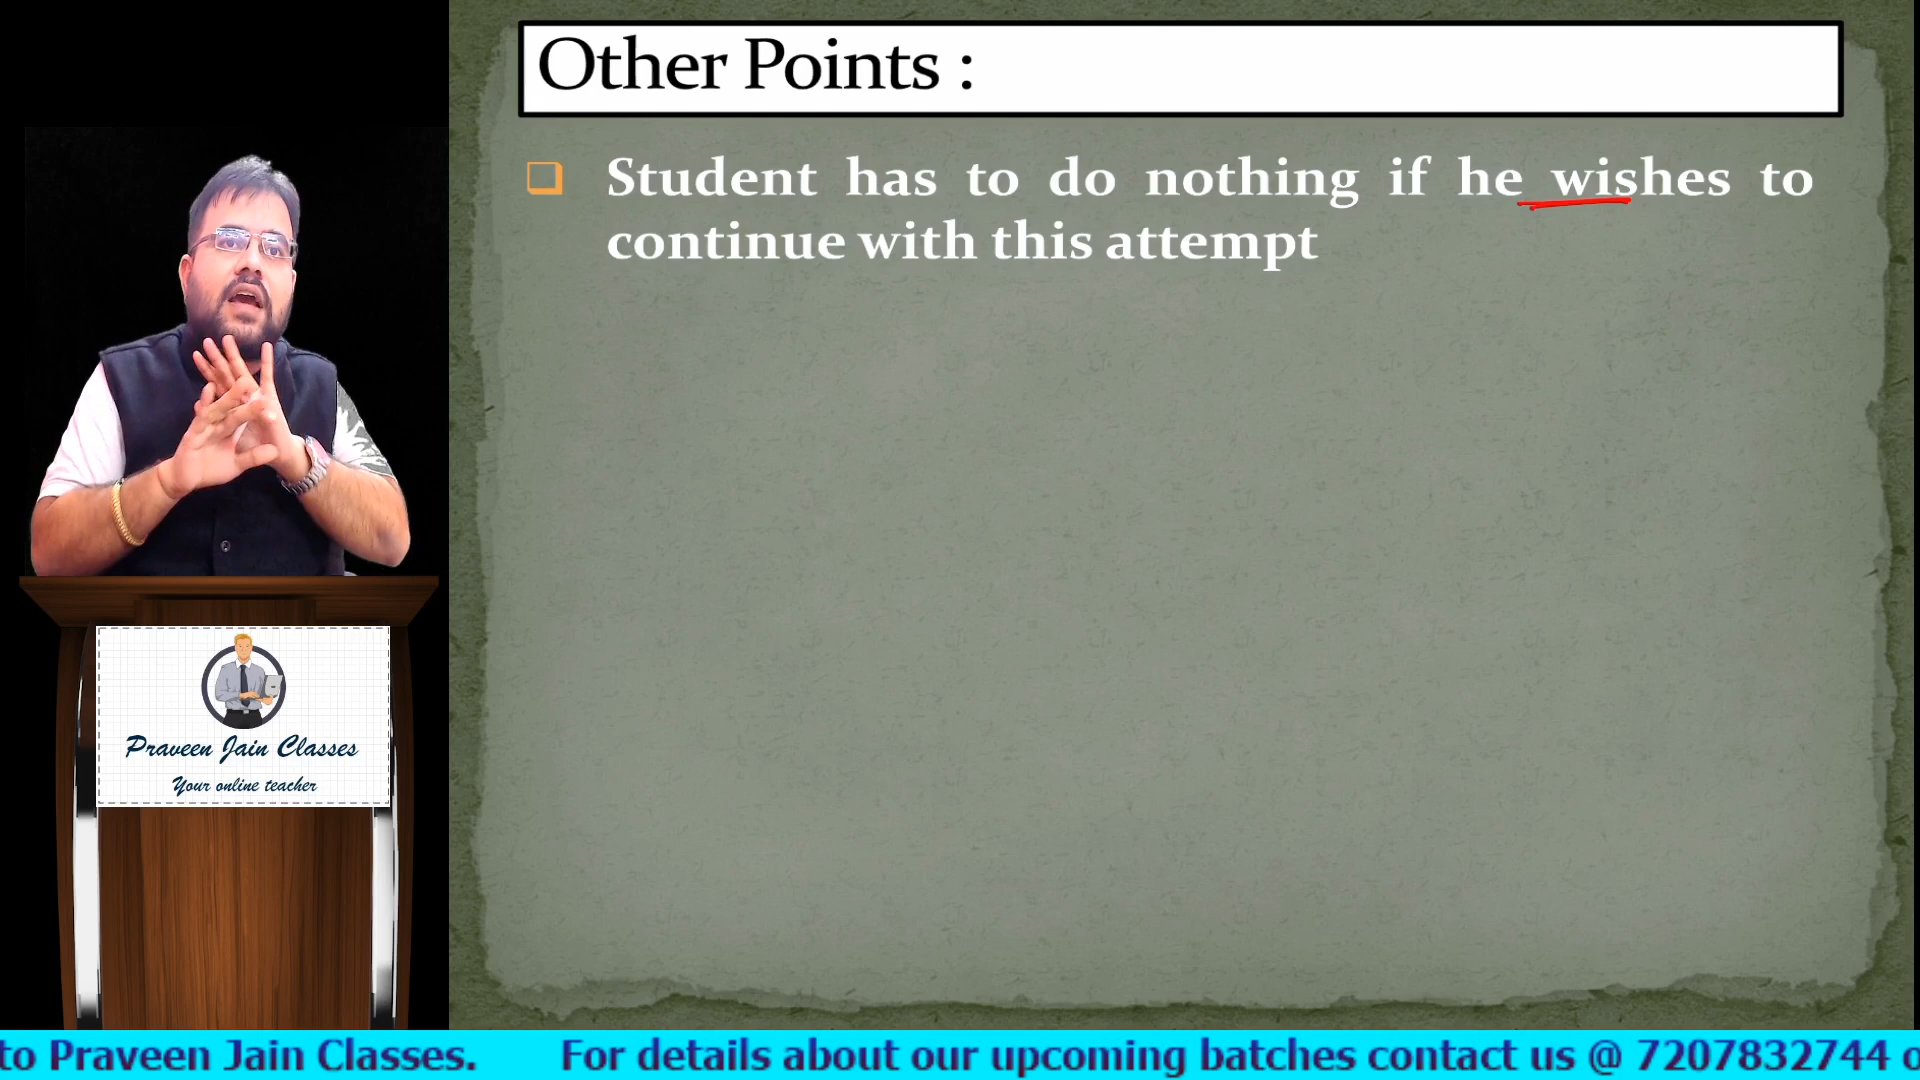 Other Points :
Student has to do nothing if he wishes to
continue with this attempt
Praveen Jain Classes
Your online teacher
to Praveen Jain Classes. For details about our upcoming batches contact us @ 7207832744 o